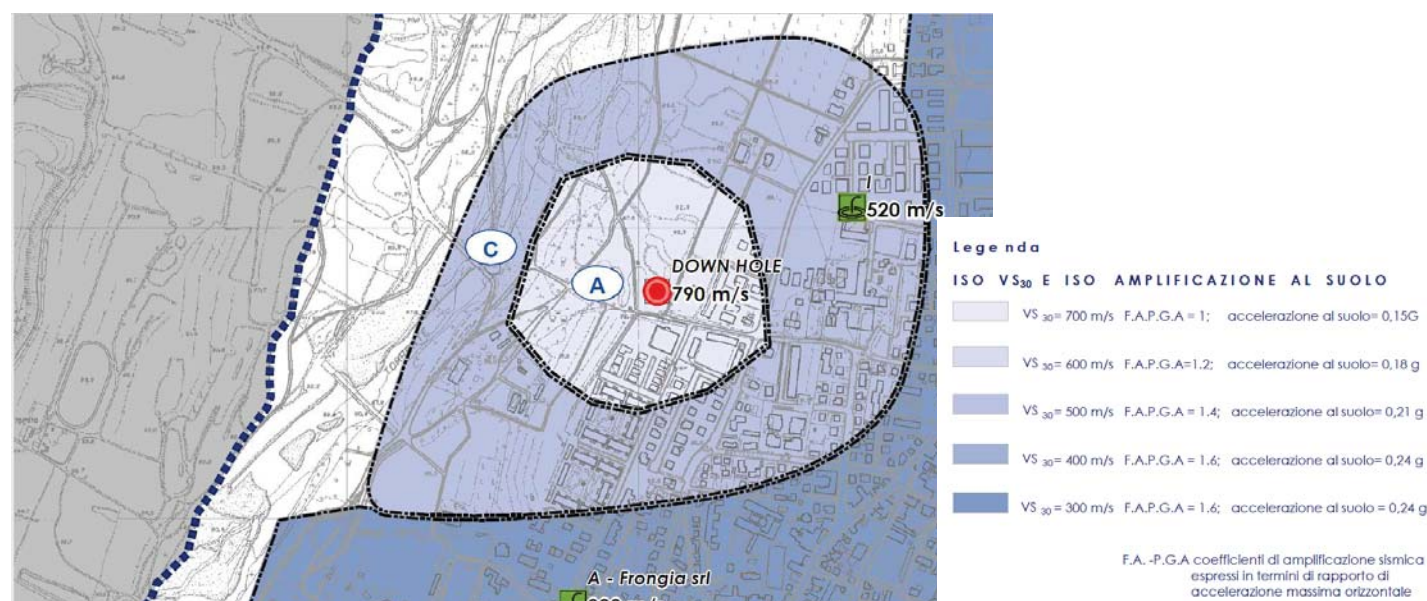 I
520 m/s
C
DOWN HOLE
A
790 m/s
A - Frongia srl
Legenda
ISO VS30 E ISO AMPLIFICAZIONE AL SUOLO
VS 30 = 700 m/s F.A.P.G.A = 1; accelerazione al suolo= 0,15G
VS 30 = 600 m/s F.A.P.G.A=1.2; accelerazione al suolo= 0,18 g
VS 30 = 500 m/s F.A.P.G.A = 1.4; accelerazione al suolo= 0,21 g
VS 30 = 400 m/s F.A.P.G.A = 1.6; accelerazione al suolo= 0,24 g
VS 30 = 300 m/s F.A.P.G.A = 1.6; accelerazione al suolo = 0,24 g
F.A. -P.G.A coefficienti di amplificazione sismica
espressi in termini di rapporto di
accelerazione massima orizzontale